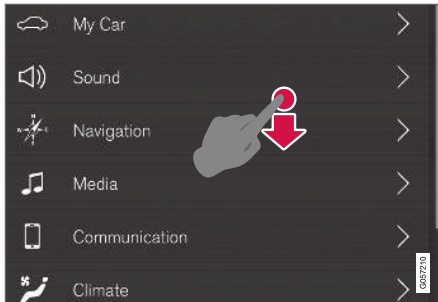 My Car
Sound
Navigation
Media
Communication
Climate
G057210